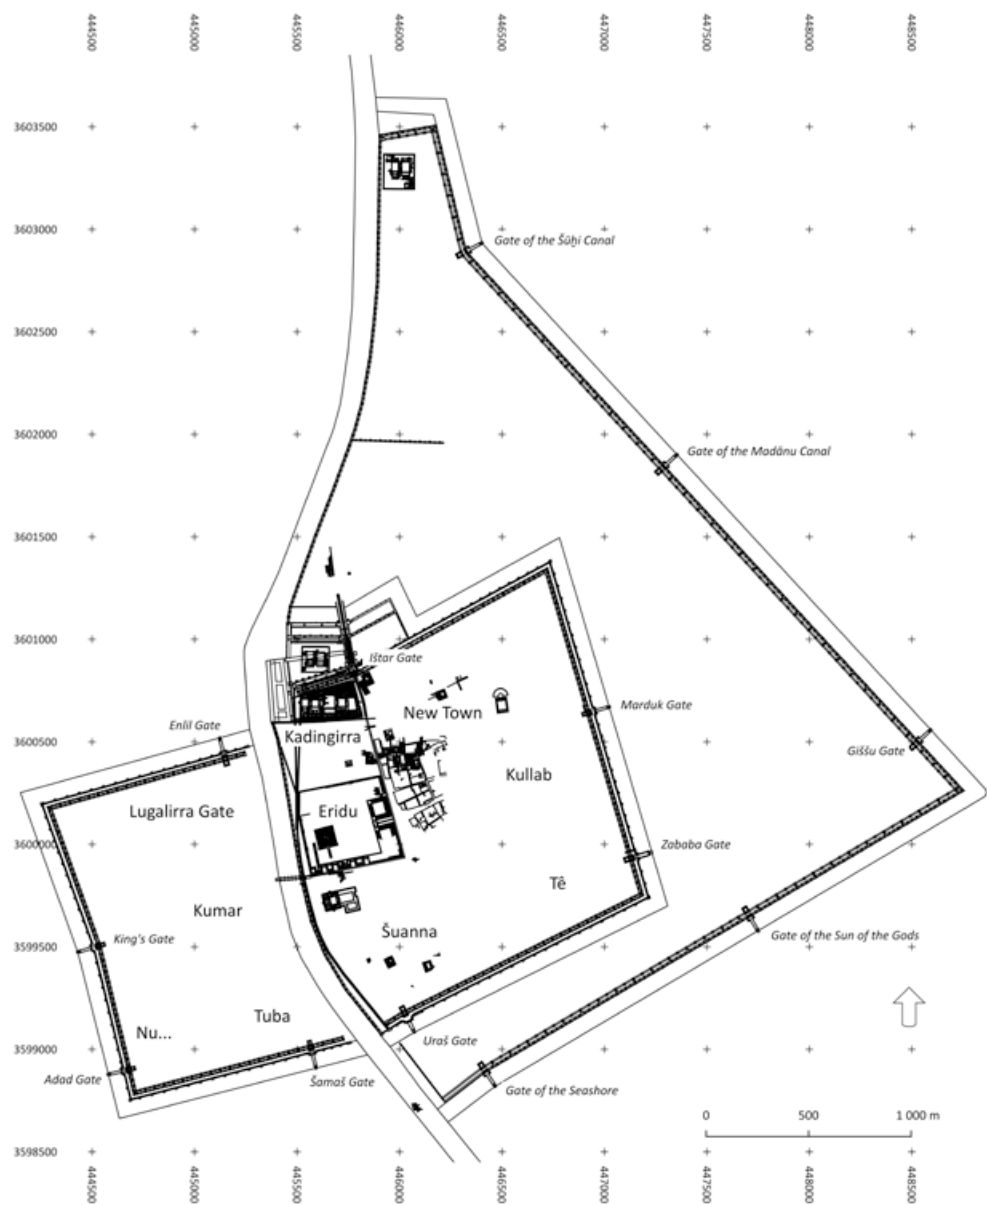 444500 445000 445500 446000 446500 447000 447500 448000 448500
3603500
Gate of the Šūḫi Canal
3603000
3602500
3602000
Gate of the Madānu Canal
3601500
3601000
Ištar Gate
New Town
Marduk Gate
Enlil Gate
Kadingirra
3600500
Giššu Gate
Kullab
Lugalirra Gate
Eridu
3600000
Zababa Gate
Tê
Kumar
Šuanna
King's Gate
Gate of the Sun of the Gods
3599500
Tuba
Nu...
Uraš Gate
3599000
Adad Gate
Šamaš Gate
Gate of the Seashore
0 500 1 000 m
3598500
444500 445000 445500 446000 446500 447000 447500 448000 448500